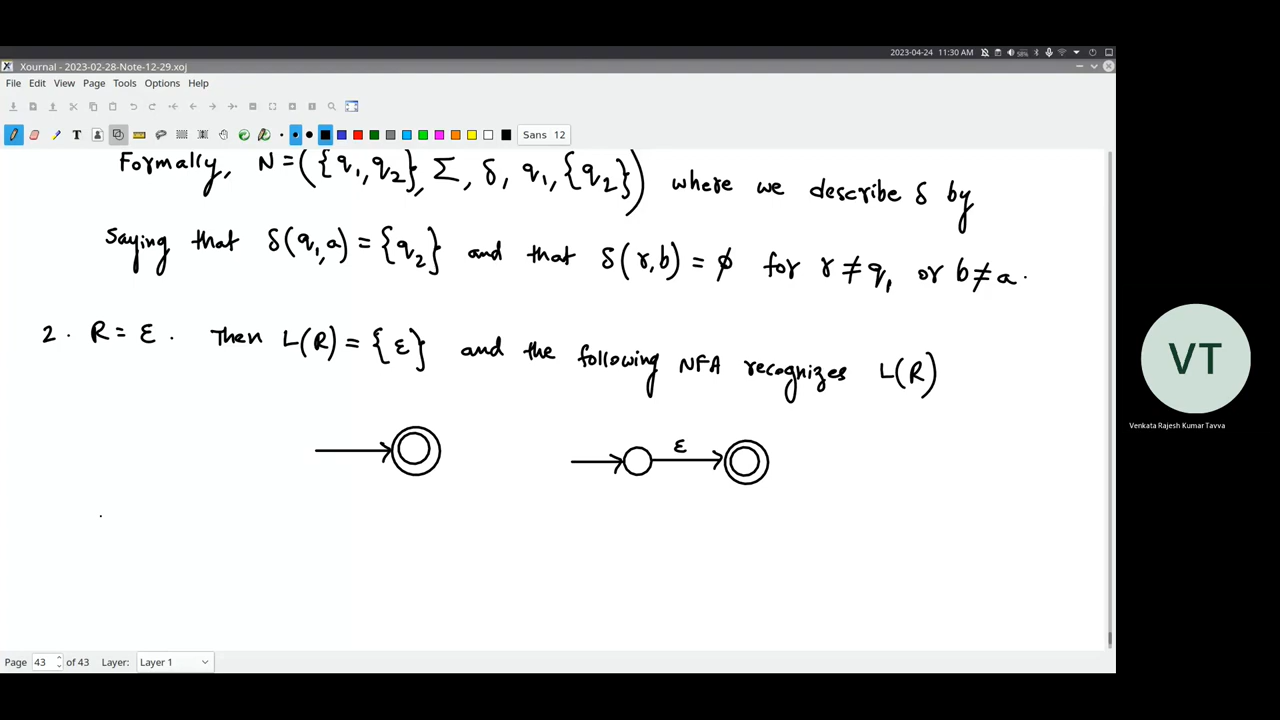 2023-04-24 11:30 AM
Xournal - 2023-02-28-Note-12-29.xoj
File Edit View Page Tools Options Help
Sans 12
Formally, N = ({q₁, q₂}, Σ, δ, q₁, {q₂}) where we describe δ by
saying that δ(q₁, a) = {q₂} and that δ(r, b) = φ for r ≠ q₁ or b ≠ a.
2. R = ε. Then L(R) = {ε} and the following NFA recognizes L(R)
ε
VT
Venkata Rajesh Kumar Tavva
Page 43 of 43 Layer: Layer 1